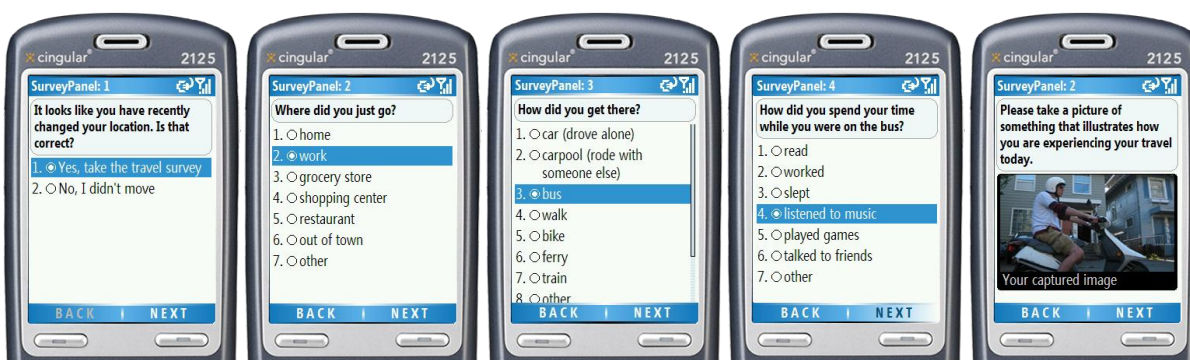 cingular® 2125
SurveyPanel: 1
It looks like you have recently
changed your location. Is that
correct?
1. Yes, take the travel survey
2. No, I didn't move
BACK NEXT
cingular® 2125
SurveyPanel: 2
Where did you just go?
1. home
2. work
3. grocery store
4. shopping center
5. restaurant
6. out of town
7. other
BACK NEXT
cingular® 2125
SurveyPanel: 3
How did you get there?
1. car (drove alone)
2. carpool (rode with
someone else)
3. bus
4. walk
5. bike
6. ferry
7. train
8. other
BACK NEXT
cingular® 2125
SurveyPanel: 4
How did you spend your time
while you were on the bus?
1. read
2. worked
3. slept
4. listened to music
5. played games
6. talked to friends
7. other
BACK NEXT
cingular® 2125
SurveyPanel: 2
Please take a picture of
something that illustrates how
you are experiencing your travel
today.
Your captured image
BACK NEXT